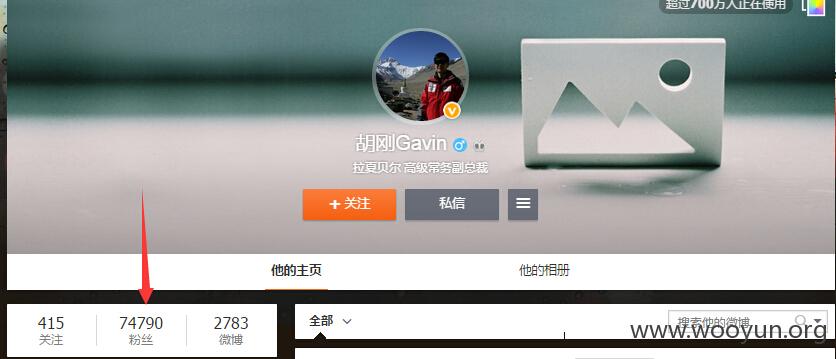 超过700万人正在使用
胡刚Gavin
拉夏贝尔 高级常务副总裁
+关注
私信
他的主页
他的相册
415
关注
74790
粉丝
2783
微博
全部
搜索他的微博
www.wooyun.org